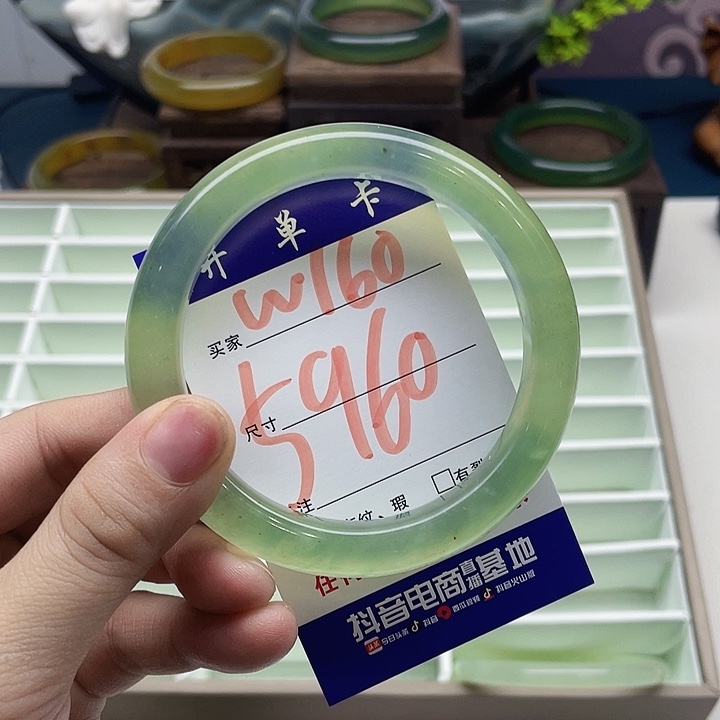 开单卡
买家 W160
尺寸 5960
注
纹、瑕 □有
抖音电商直播基地
今日头条 抖音 西瓜视频 抖音火山版